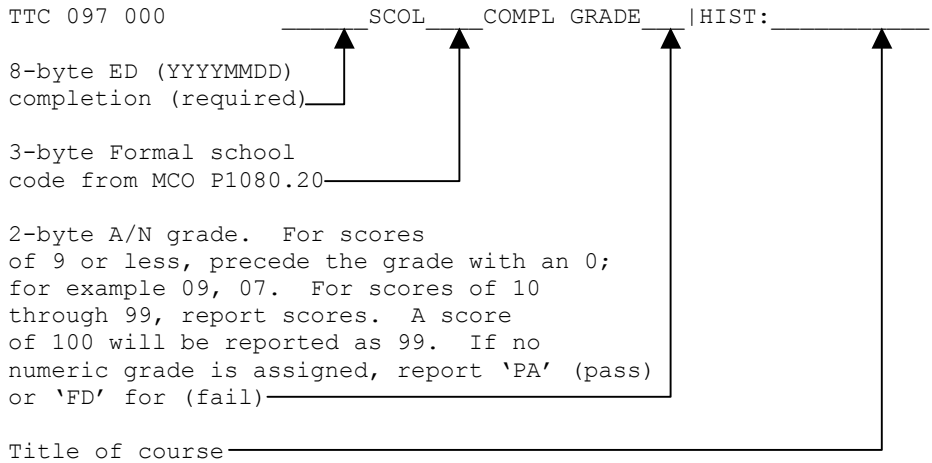 TTC 097 000 ______SCOL____COMPL GRADE___|HIST:___________
8-byte ED (YYYYMMDD)
completion (required)
3-byte Formal school
code from MCO P1080.20
2-byte A/N grade. For scores
of 9 or less, precede the grade with an 0;
for example 09, 07. For scores of 10
through 99, report scores. A score
of 100 will be reported as 99. If no
numeric grade is assigned, report ‘PA’ (pass)
or ‘FD’ for (fail)
Title of course